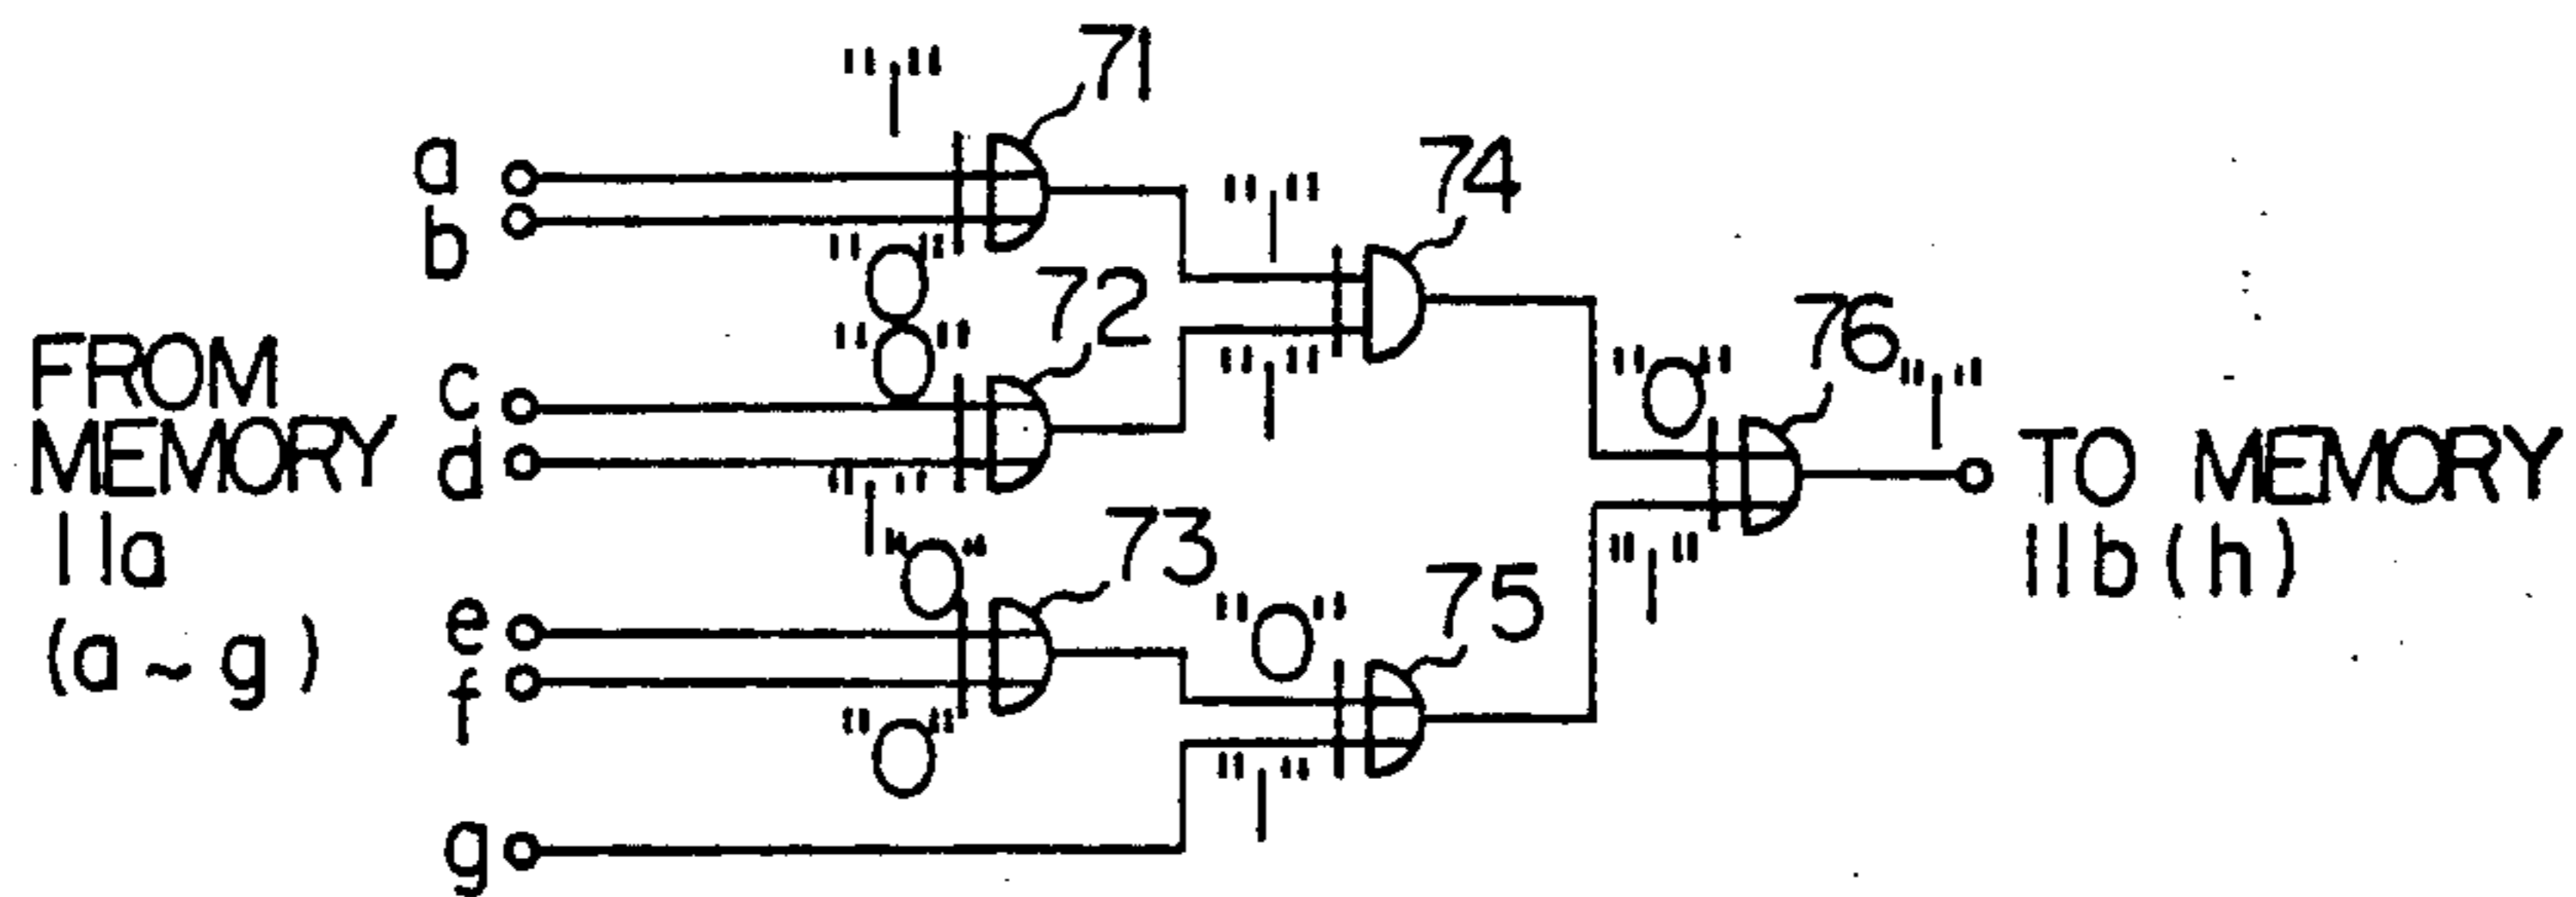 "1" 71
a
b
"0"
"0" 72
c
d
"1"
FROM
MEMORY
11a
(a ~ g)
"0" 73
e
f
"0"
g
"1" 74
"1"
"0" 75
"1"
"0" 76 "1"
"1"
TO MEMORY
11b (h)